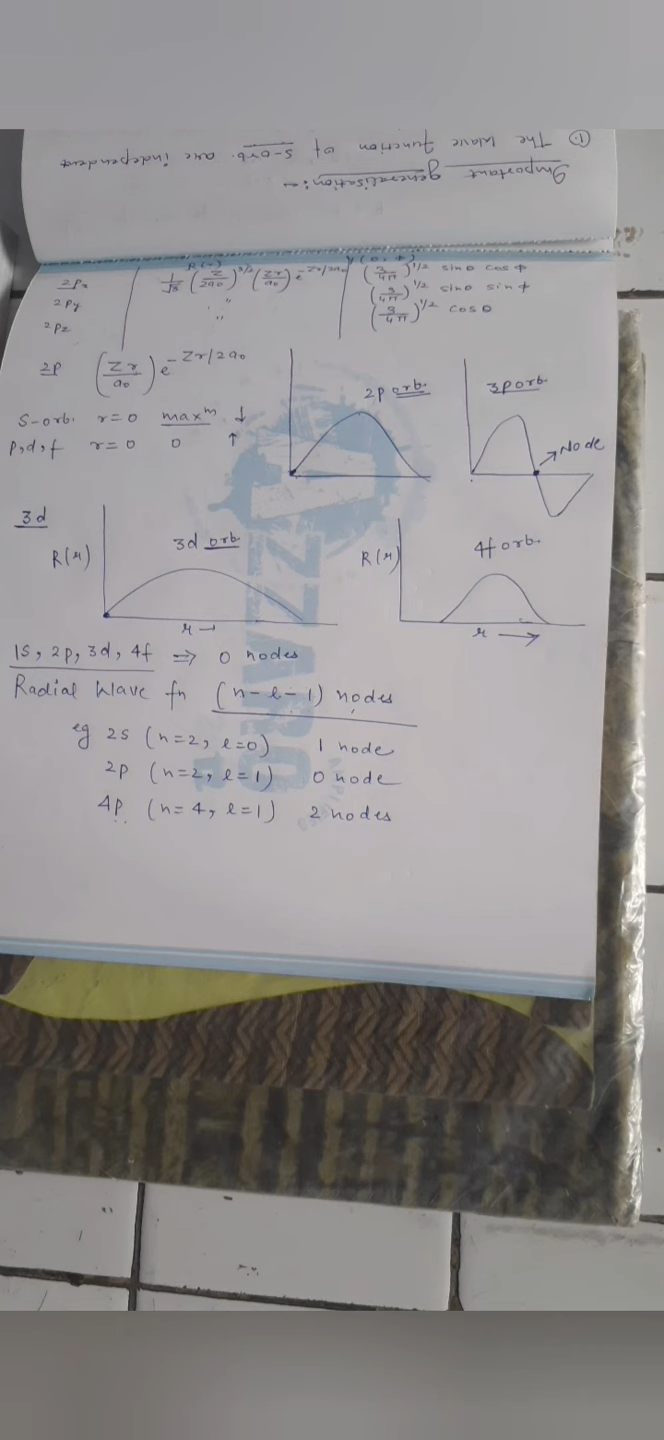 Important generalisation:-
① The wave function of s-orb. are independent
R(r)
2Px 1/√3 (Z/2a₀)^3/2 (Zr/a₀) e^-Zr/2a₀ (3/4π)^1/2 sinθ cosφ
2Py " (3/4π)^1/2 sinθ sinφ
2Pz " (3/4π)^1/2 cosθ
2P (Zr/a₀) e^-Zr/2a₀
2p orb.
3p orb.
Node
S-orb. r=0 maxᵐ ↓
P,d,f r=0 0 ↑
3d
R(r)
3d orb.
r →
R(r)
4f orb.
r →
1s, 2p, 3d, 4f ⇒ 0 nodes
Radial Wave fn (n-l-1) nodes
eg 2s (n=2, l=0) 1 node
2p (n=2, l=1) 0 node
4p (n=4, l=1) 2 nodes